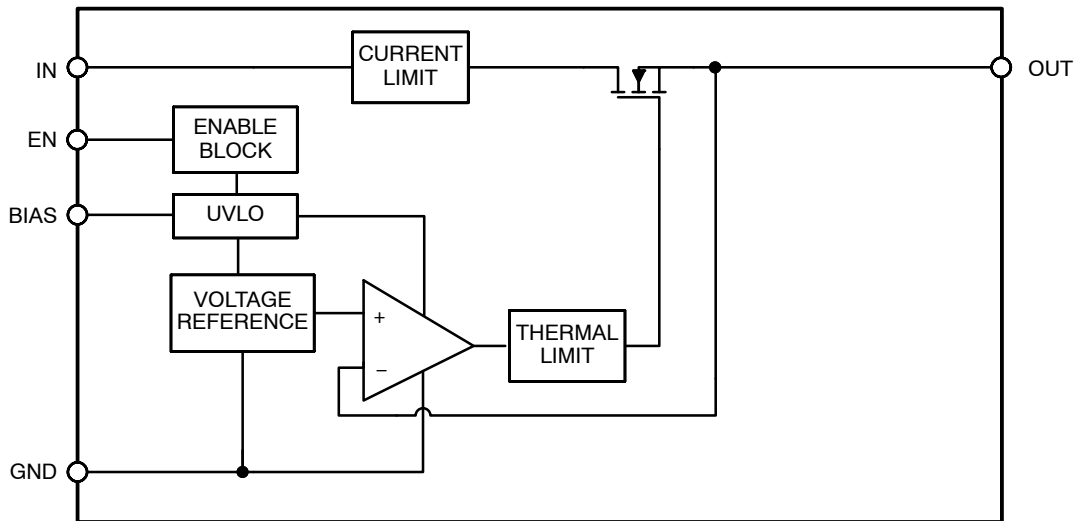 IN
CURRENT
LIMIT
OUT
EN
ENABLE
BLOCK
BIAS
UVLO
VOLTAGE
REFERENCE
+
−
THERMAL
LIMIT
GND